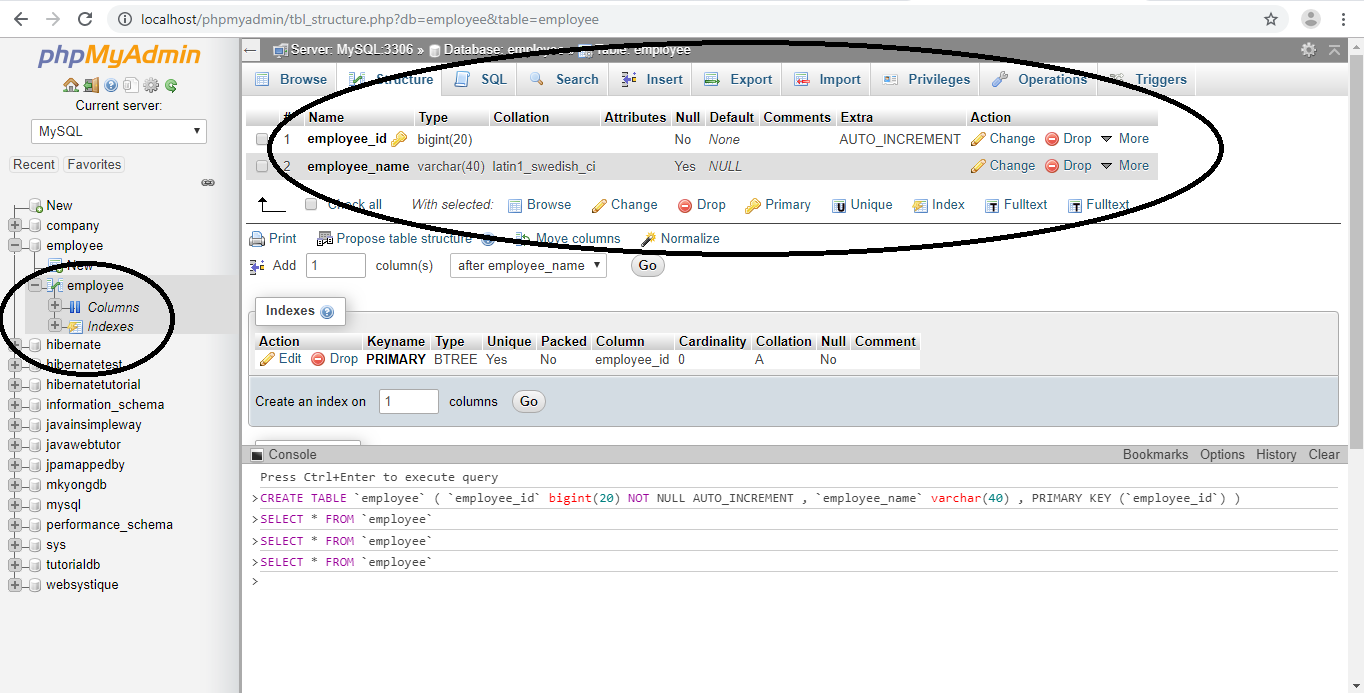 localhost/phpmyadmin/tbl_structure.php?db=employee&table=employee
phpMyAdmin
Current server:
MySQL
Recent Favorites
New
company
employee
New
employee
Columns
Indexes
hibernate
hibernatetest
hibernatetutorial
information_schema
javainsimpleway
javawebtutor
jpamappedby
mkyongdb
mysql
performance_schema
sys
tutorialdb
websystique
Server: MySQL:3306 » Database: employee » Table: employee
Browse Structure SQL Search Insert Export Import Privileges Operations Triggers
# Name Type Collation Attributes Null Default Comments Extra Action
1 employee_id bigint(20) No None AUTO_INCREMENT Change Drop More
2 employee_name varchar(40) latin1_swedish_ci Yes NULL Change Drop More
Check all With selected: Browse Change Drop Primary Unique Index Fulltext Fulltext
Print Propose table structure Move columns Normalize
Add 1 column(s) after employee_name Go
Indexes
Action Keyname Type Unique Packed Column Cardinality Collation Null Comment
Edit Drop PRIMARY BTREE Yes No employee_id 0 A No
Create an index on 1 columns Go
Console Bookmarks Options History Clear
Press Ctrl+Enter to execute query
>CREATE TABLE `employee` ( `employee_id` bigint(20) NOT NULL AUTO_INCREMENT , `employee_name` varchar(40) , PRIMARY KEY (`employee_id`) )
>SELECT * FROM `employee`
>SELECT * FROM `employee`
>SELECT * FROM `employee`
>